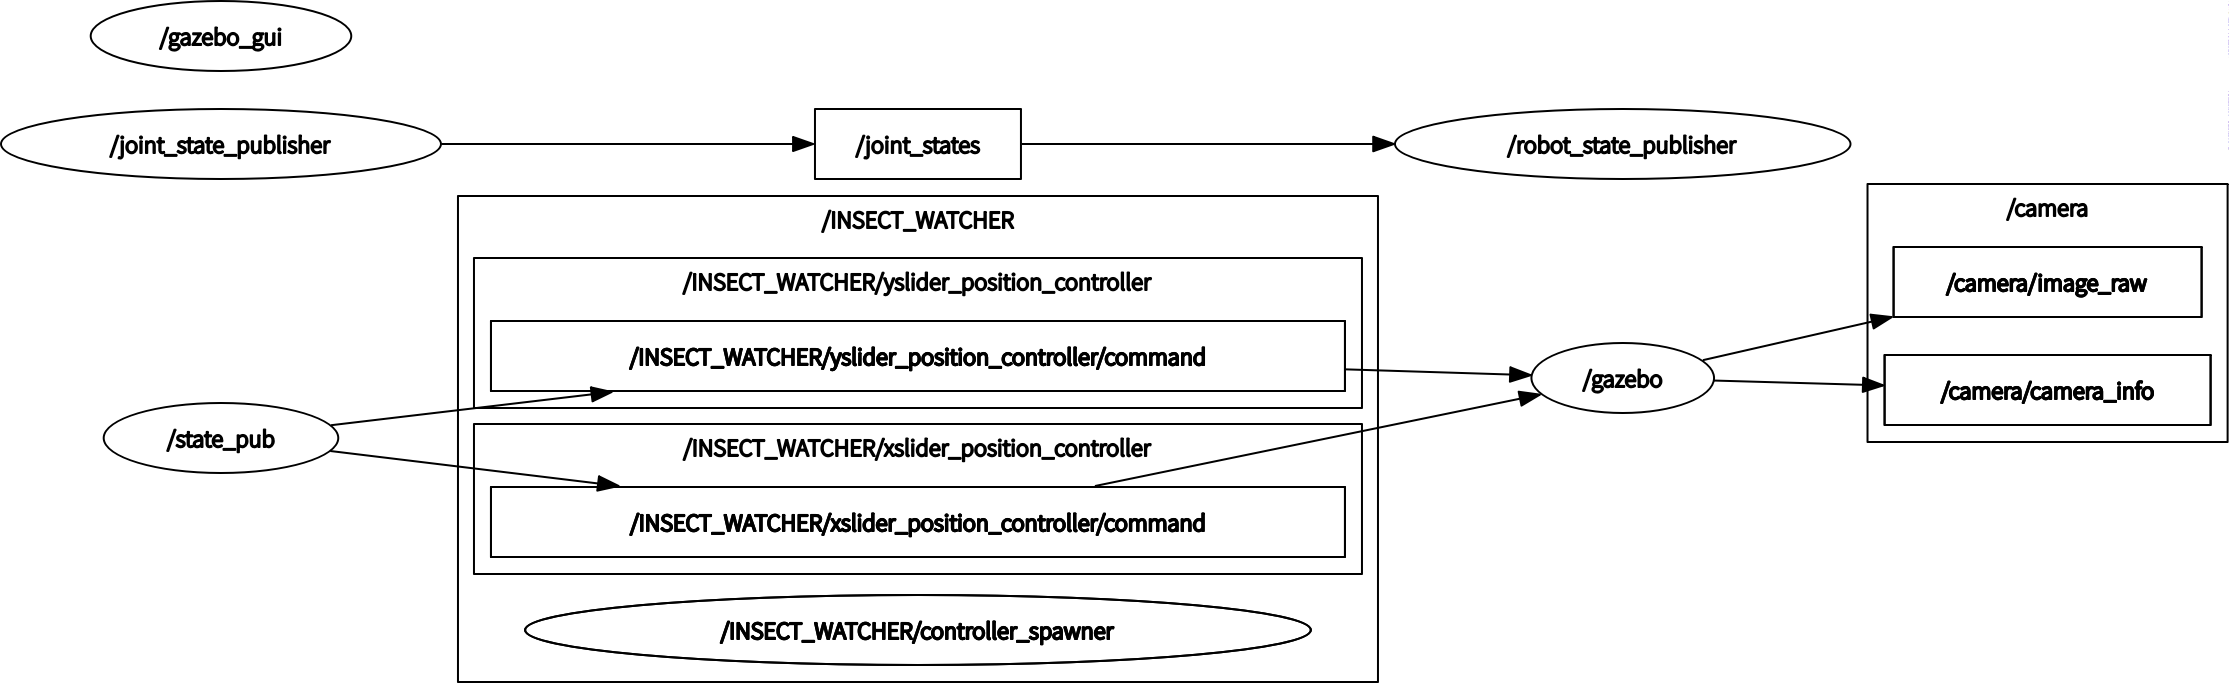 /gazebo_gui
/joint_state_publisher
/joint_states
/robot_state_publisher
/INSECT_WATCHER
/camera
/INSECT_WATCHER/yslider_position_controller
/camera/image_raw
/INSECT_WATCHER/yslider_position_controller/command
/gazebo
/camera/camera_info
/state_pub
/INSECT_WATCHER/xslider_position_controller
/INSECT_WATCHER/xslider_position_controller/command
/INSECT_WATCHER/controller_spawner